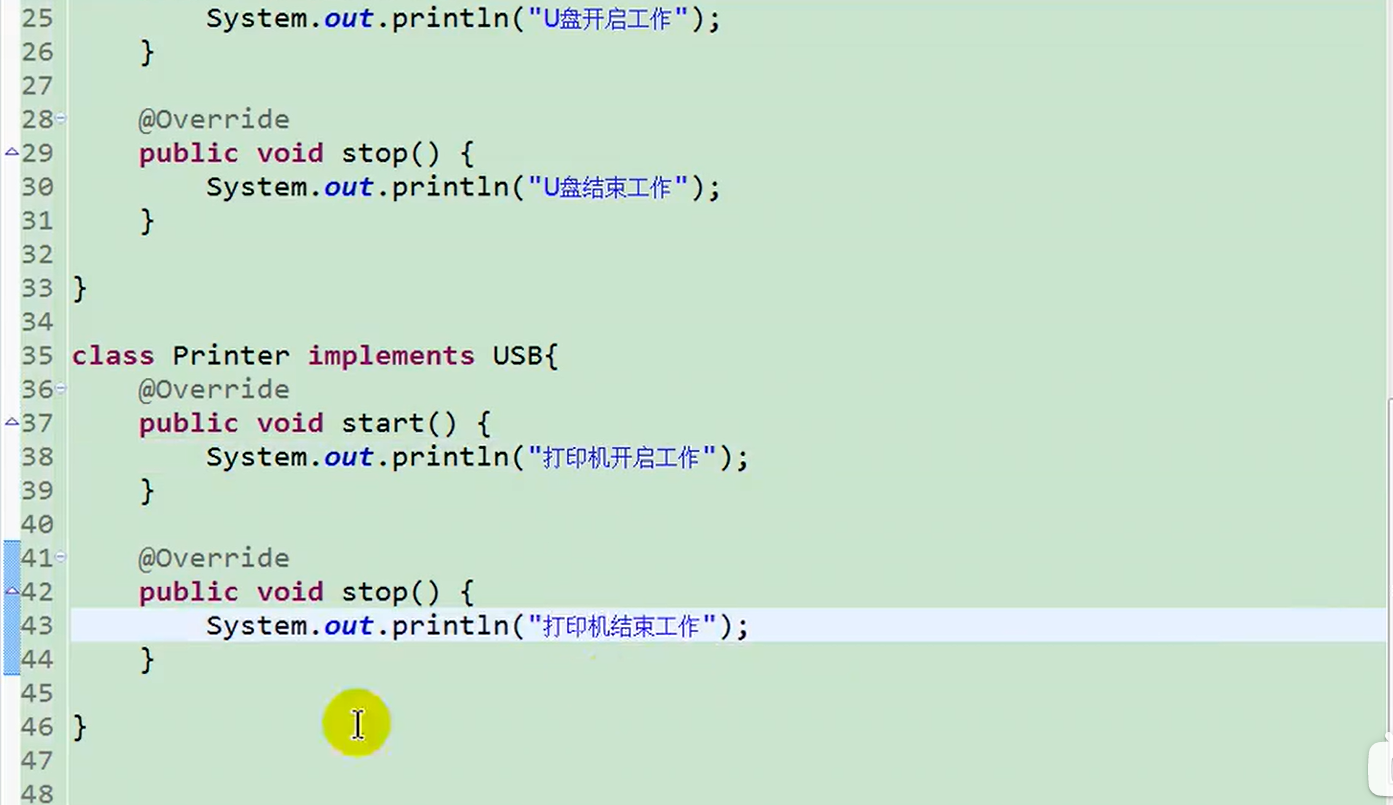 25 System.out.println("U盘开启工作");
26 }
27
28 @Override
29 public void stop() {
30 System.out.println("U盘结束工作");
31 }
32
33 }
34
35 class Printer implements USB{
36 @Override
37 public void start() {
38 System.out.println("打印机开启工作");
39 }
40
41 @Override
42 public void stop() {
43 System.out.println("打印机结束工作");
44 }
45
46 }
47
48